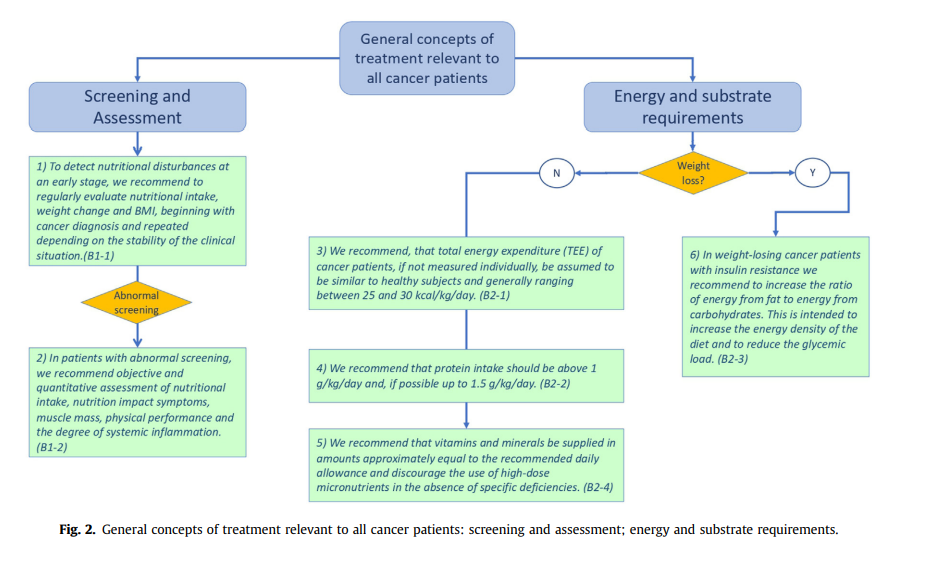 General concepts of
treatment relevant to
all cancer patients
Screening and
Assessment
Energy and substrate
requirements
1) To detect nutritional disturbances at
an early stage, we recommend to
regularly evaluate nutritional intake,
weight change and BMI, beginning with
cancer diagnosis and repeated
depending on the stability of the clinical
situation.(B1-1)
Abnormal
screening
2) In patients with abnormal screening,
we recommend objective and
quantitative assessment of nutritional
intake, nutrition impact symptoms,
muscle mass, physical performance and
the degree of systemic inflammation.
(B1-2)
Weight
loss?
N
Y
3) We recommend, that total energy expenditure (TEE) of
cancer patients, if not measured individually, be assumed to
be similar to healthy subjects and generally ranging
between 25 and 30 kcal/kg/day. (B2-1)
4) We recommend that protein intake should be above 1
g/kg/day and, if possible up to 1.5 g/kg/day. (B2-2)
5) We recommend that vitamins and minerals be supplied in
amounts approximately equal to the recommended daily
allowance and discourage the use of high-dose
micronutrients in the absence of specific deficiencies. (B2-4)
6) In weight-losing cancer patients
with insulin resistance we
recommend to increase the ratio
of energy from fat to energy from
carbohydrates. This is intended to
increase the energy density of the
diet and to reduce the glycemic
load. (B2-3)
Fig. 2. General concepts of treatment relevant to all cancer patients: screening and assessment; energy and substrate requirements.